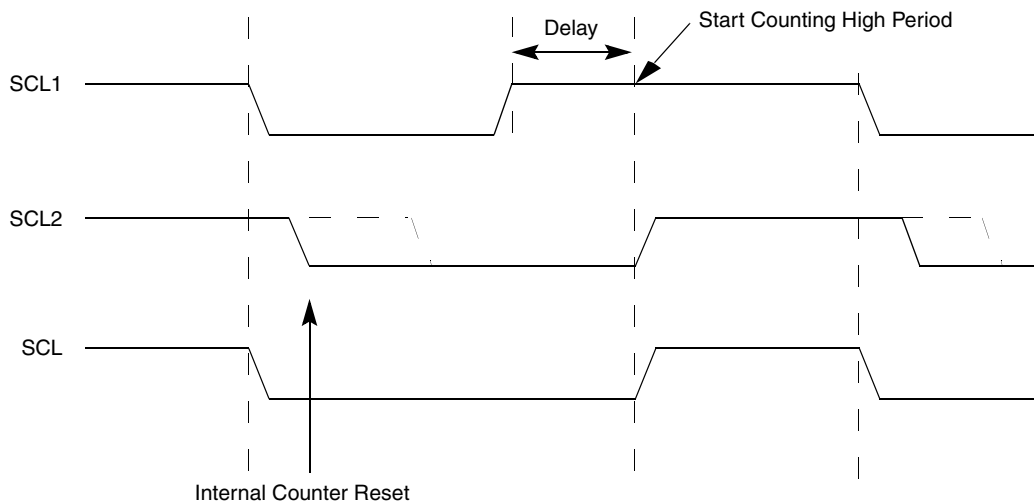 Start Counting High Period
Delay
SCL1
SCL2
SCL
Internal Counter Reset